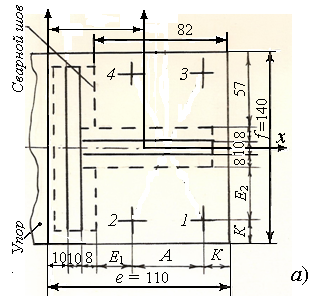 82
Сварной шов
4
3
57
f=140
x
8
10
8
E₂
2
1
K
Упор
10
10
8
E₁
A
K
e = 110
а)